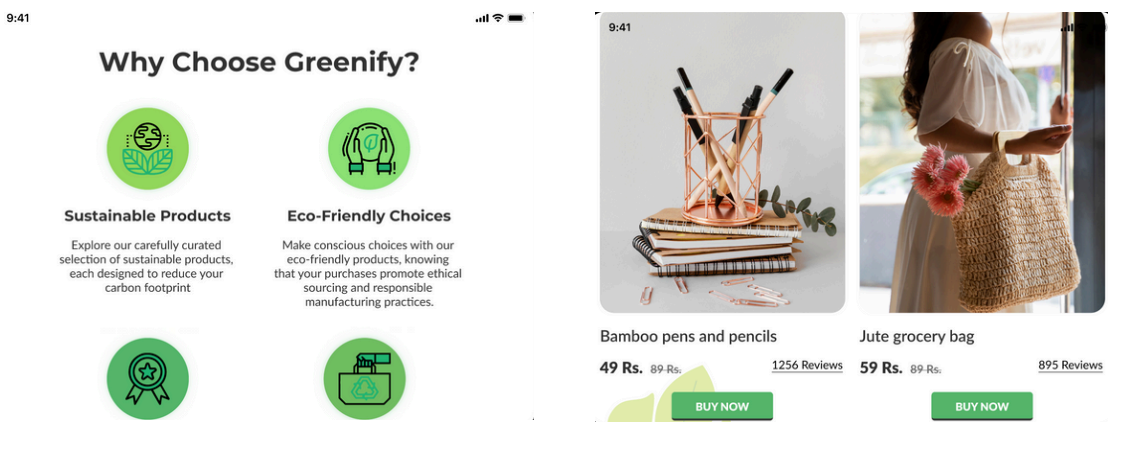 9:41
Why Choose Greenify?
Sustainable Products
Explore our carefully curated
selection of sustainable products,
each designed to reduce your
carbon footprint
Eco-Friendly Choices
Make conscious choices with our
eco-friendly products, knowing
that your purchases promote ethical
sourcing and responsible
manufacturing practices.
9:41
Bamboo pens and pencils
49 Rs. 89 Rs. 1256 Reviews
BUY NOW
Jute grocery bag
59 Rs. 89 Rs. 895 Reviews
BUY NOW